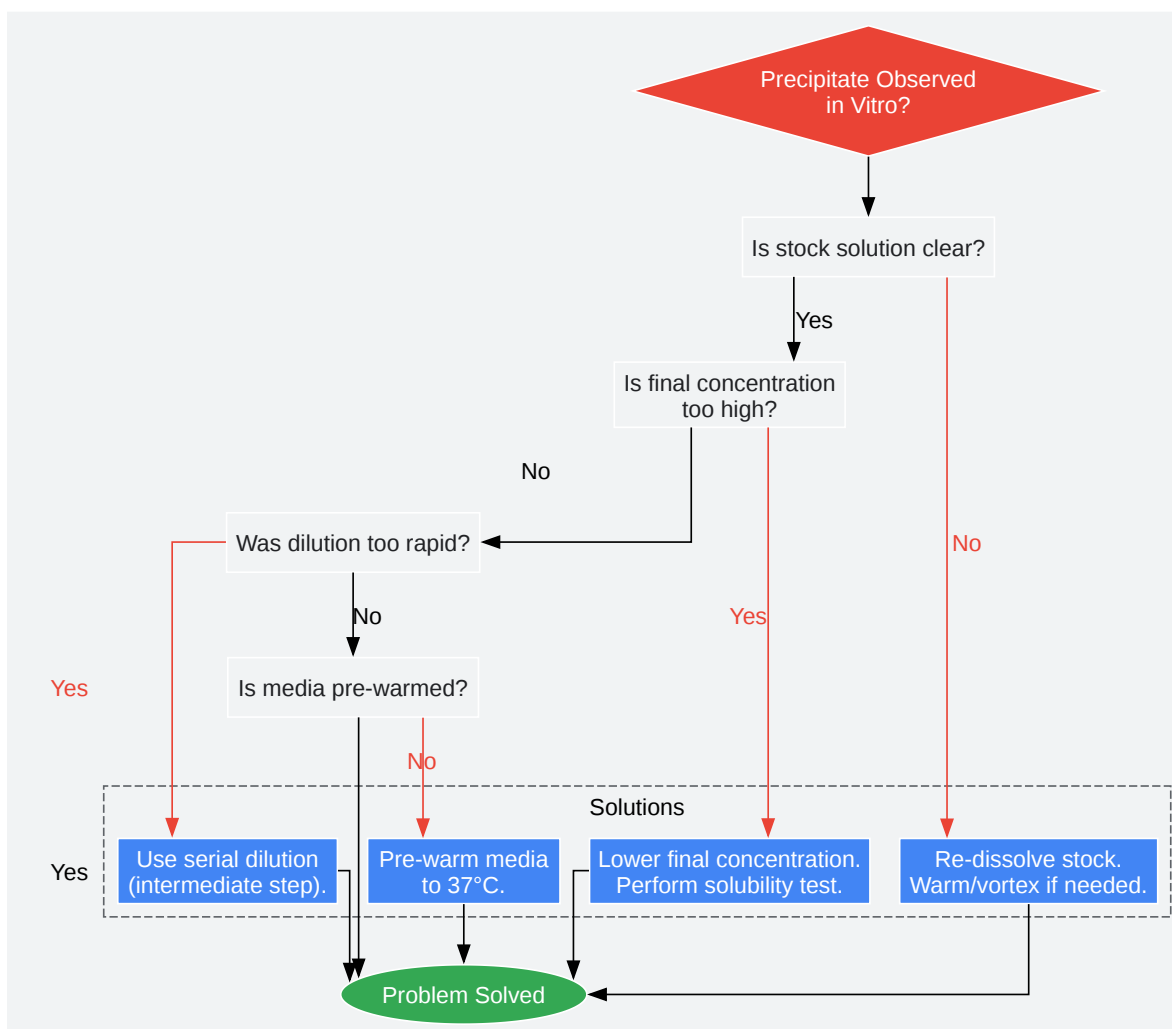 Precipitate Observed
in Vitro?
Is stock solution clear?
Yes
Is final concentration
too high?
No
Was dilution too rapid?
No
No
Yes
Is media pre-warmed?
Yes
No
Solutions
Use serial dilution
(intermediate step).
Pre-warm media
to 37°C.
Lower final concentration.
Perform solubility test.
Re-dissolve stock.
Warm/vortex if needed.
Yes
Problem Solved